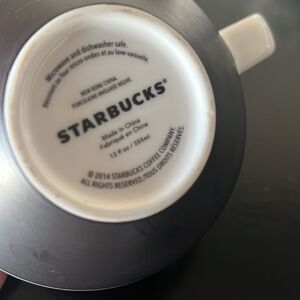 Microwave and dishwasher safe.
Résistant au four micro-ondes et au lave-vaisselle.
NEW BONE CHINA.
PORCELAINE ANGLAISE NEUVE.
STARBUCKS®
Made in China
Fabriqué en Chine
12 fl oz / 355ml
© 2014 STARBUCKS COFFEE COMPANY.
ALL RIGHTS RESERVED./TOUS DROITS RÉSERVÉS.